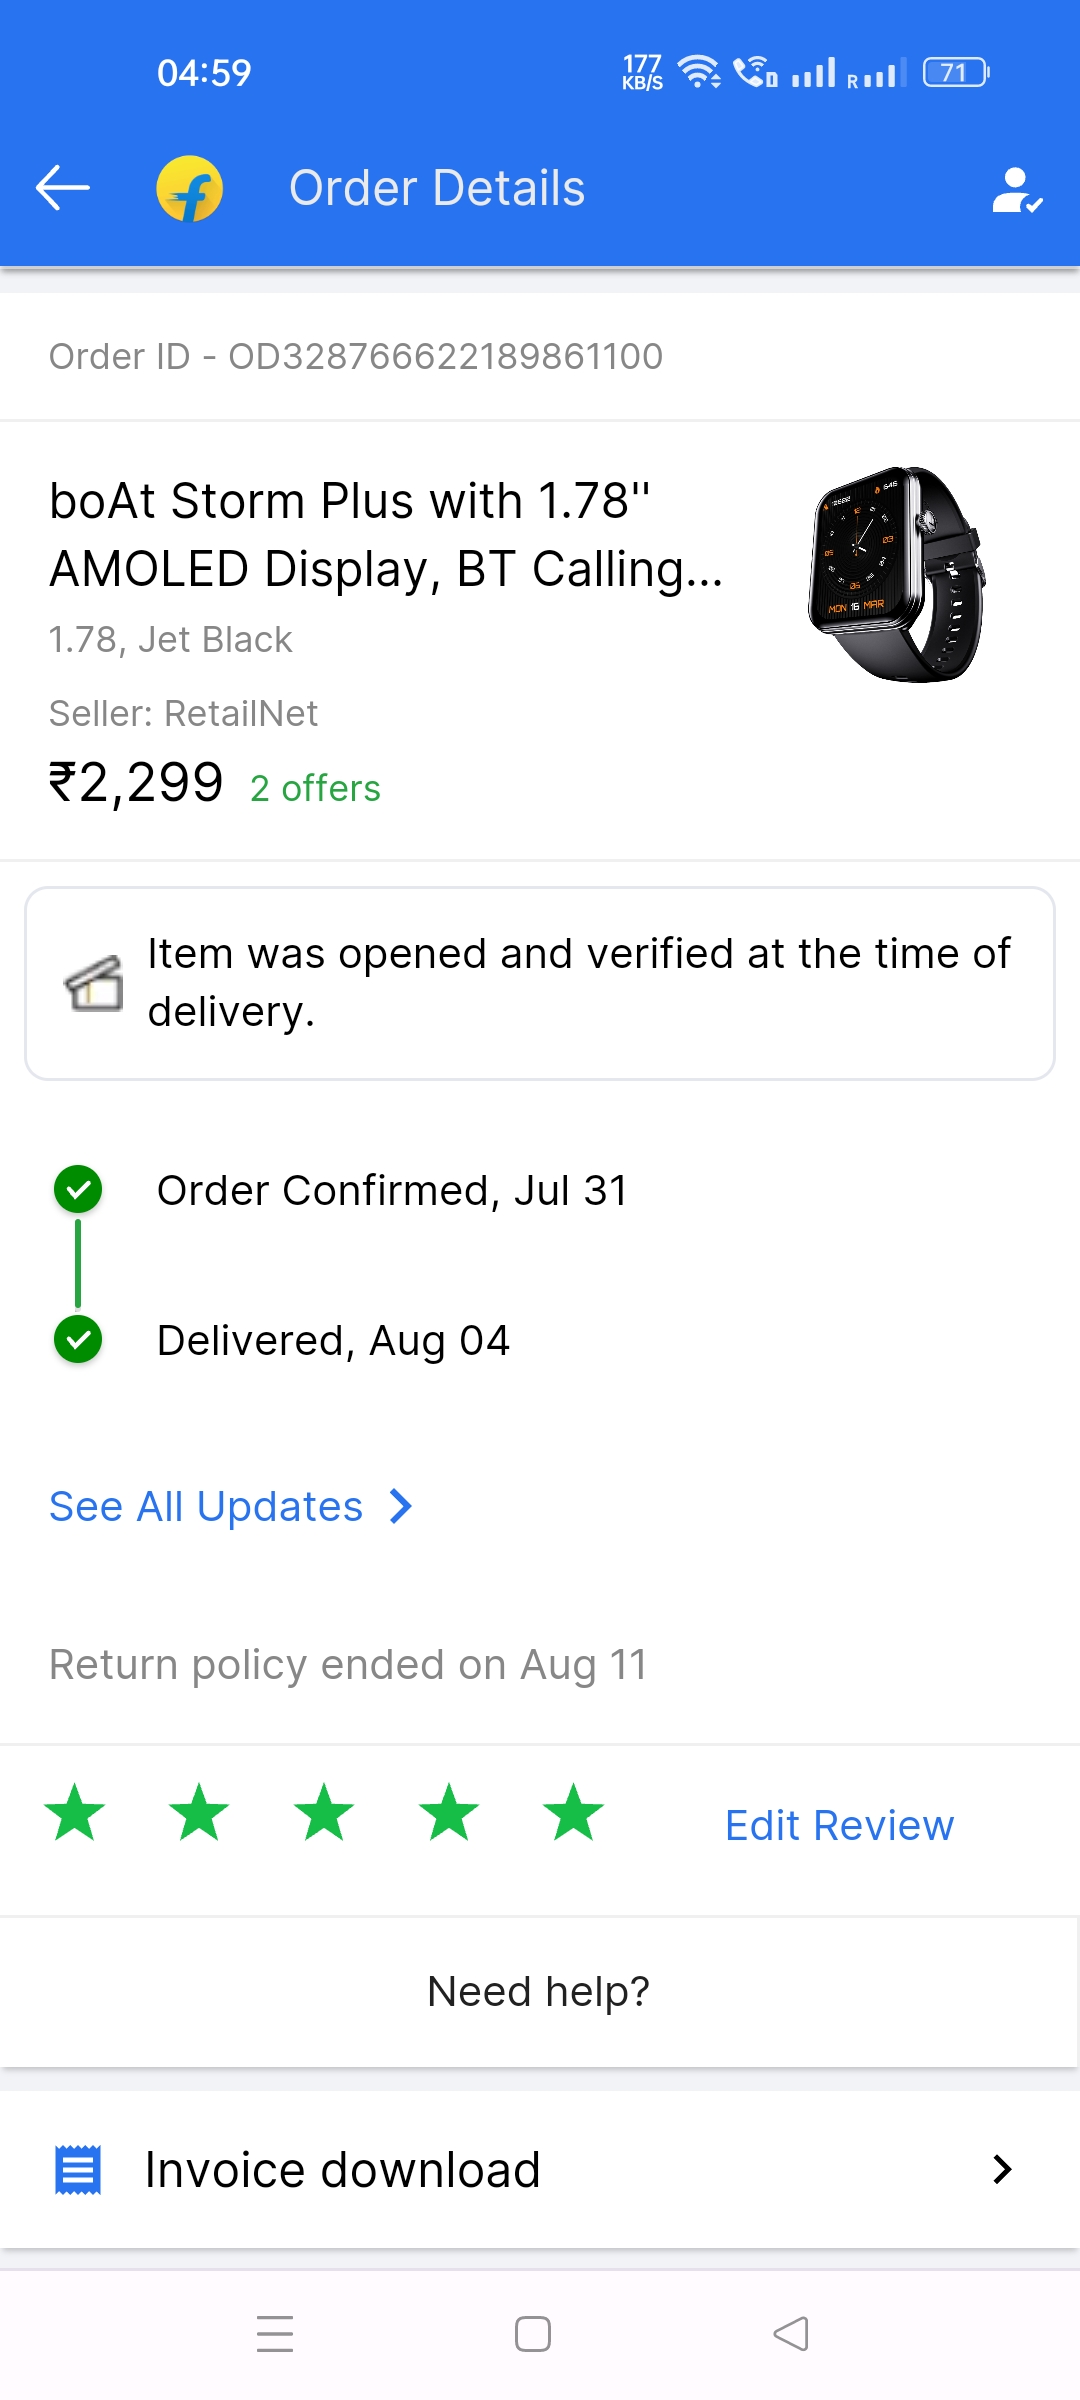 04:59
177
KB/S
R
71
Order Details
Order ID - OD328766622189861100
boAt Storm Plus with 1.78"
AMOLED Display, BT Calling...
1.78, Jet Black
Seller: RetailNet
₹2,299 2 offers
MON 16 MAR
Item was opened and verified at the time of
delivery.
Order Confirmed, Jul 31
Delivered, Aug 04
See All Updates
Return policy ended on Aug 11
Edit Review
Need help?
Invoice download